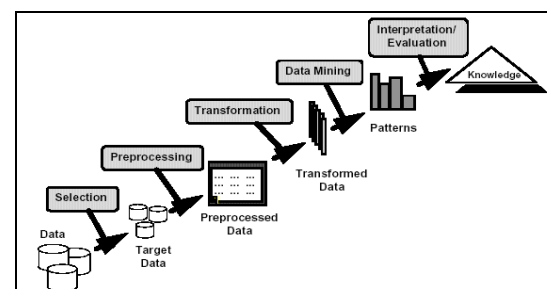 Interpretation/
Evaluation
Data Mining
Knowledge
Transformation
Patterns
Preprocessing
Transformed
Data
Selection
Preprocessed
Data
Data
Target
Data